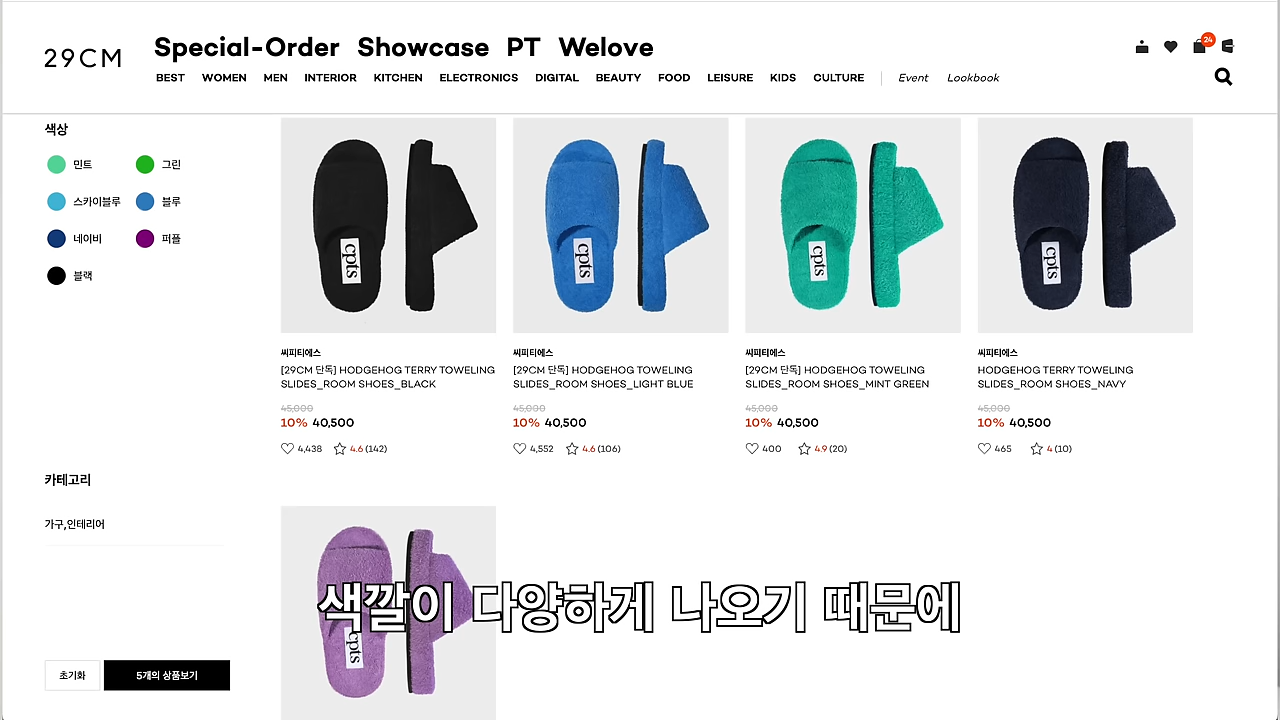 29CM
Special-Order Showcase PT Welove
24
BEST WOMEN MEN INTERIOR KITCHEN ELECTRONICS DIGITAL BEAUTY FOOD LEISURE KIDS CULTURE Event Lookbook
색상
민트 그린
스카이블루 블루
네이비 퍼플
블랙
cpts cpts cpts cpts
씨피티에스
[29CM 단독] HODGEHOG TERRY TOWELING
SLIDES_ROOM SHOES_BLACK
45,000
10% 40,500
4,438 4.6 (142)
씨피티에스
[29CM 단독] HODGEHOG TOWELING
SLIDES_ROOM SHOES_LIGHT BLUE
45,000
10% 40,500
4,552 4.6 (106)
씨피티에스
[29CM 단독] HODGEHOG TOWELING
SLIDES_ROOM SHOES_MINT GREEN
45,000
10% 40,500
400 4.9 (20)
씨피티에스
HODGEHOG TERRY TOWELING
SLIDES_ROOM SHOES_NAVY
45,000
10% 40,500
465 4 (10)
카테고리
가구,인테리어
색깔이 다양하게 나오기 때문에
cpts
초기화 5개의 상품보기